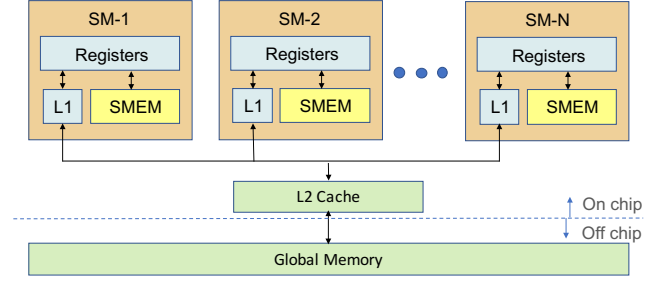 SM-1
SM-2
SM-N
Registers
Registers
Registers
L1
SMEM
L1
SMEM
L1
SMEM
L2 Cache
On chip
Off chip
Global Memory